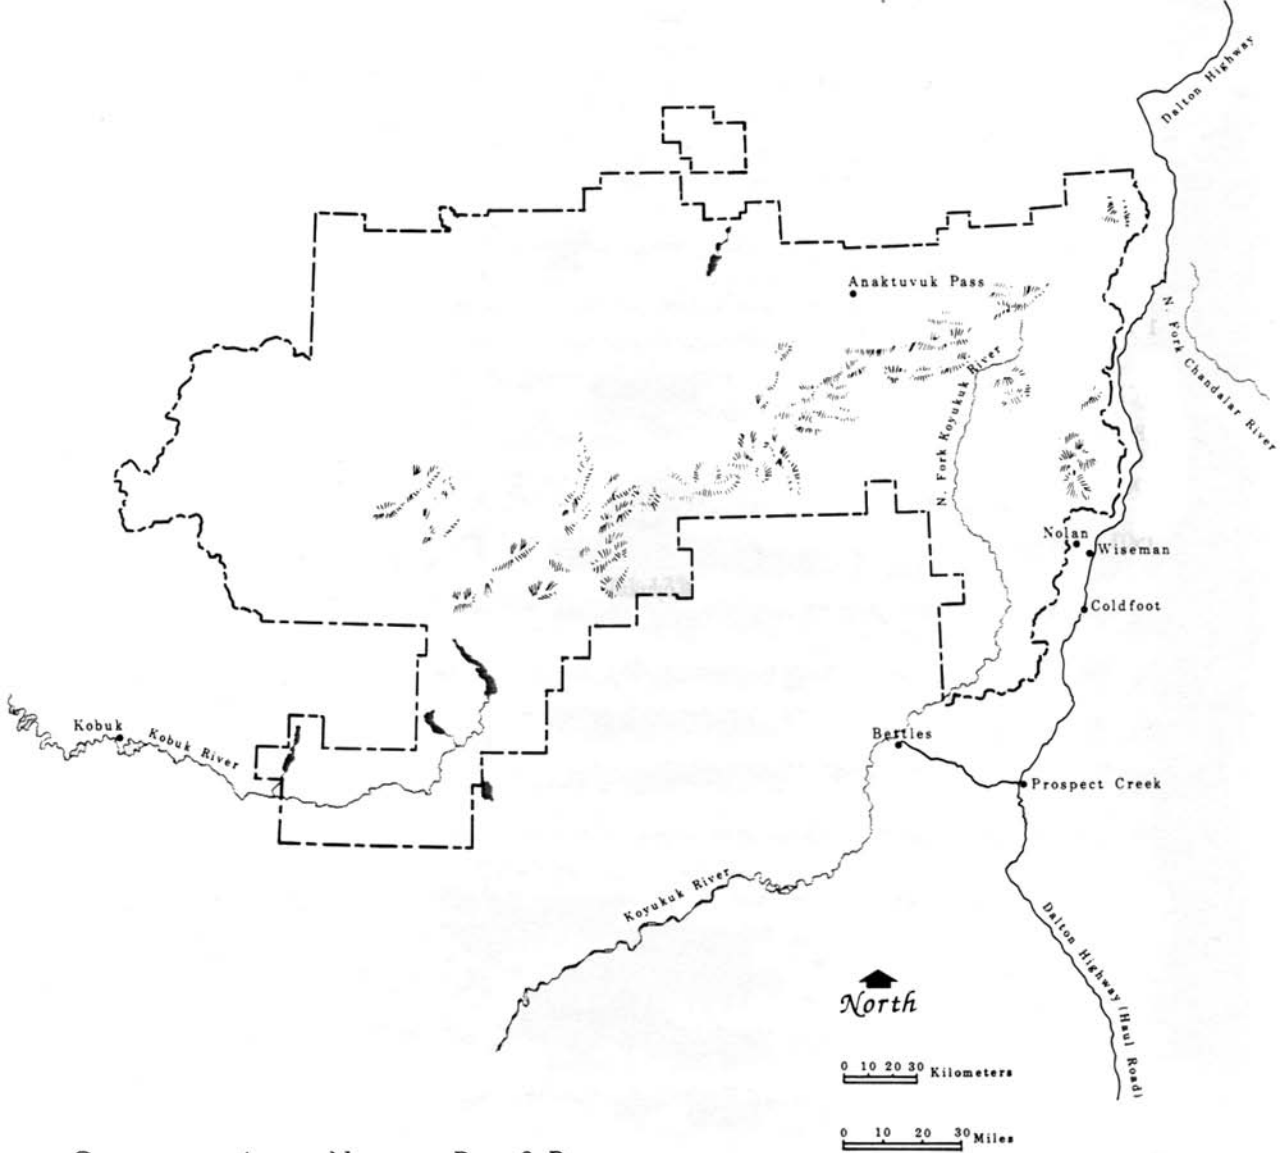 Dalton Highway
Anaktuvuk Pass
N. Fork Chandalar River
N. Fork Koyukuk River
Nolan
Wiseman
Coldfoot
Kobuk
Kobuk River
Bettles
Prospect Creek
Koyukuk River
Dalton Highway (Haul Road)
North
0 10 20 30 Kilometers
0 10 20 30 Miles